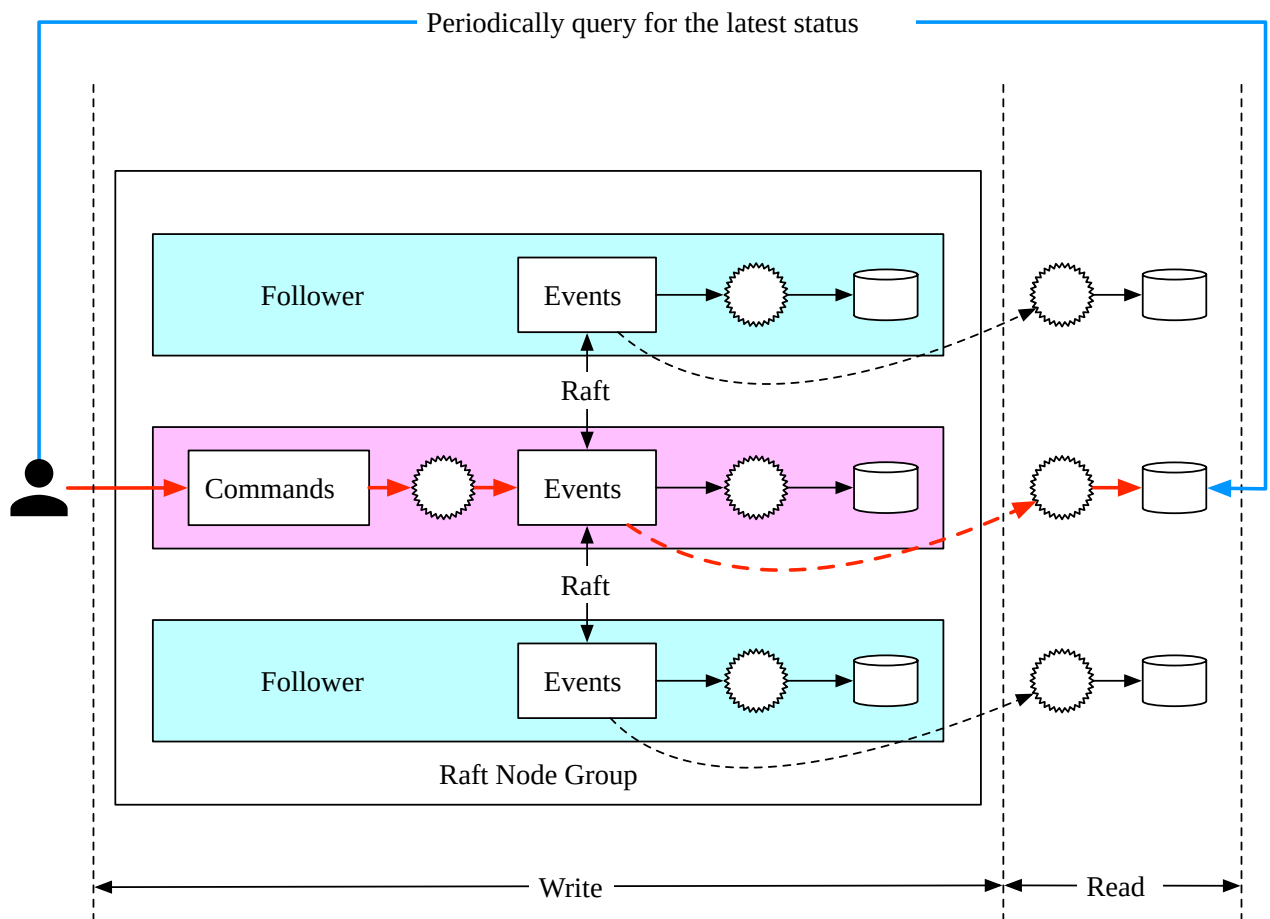 Periodically query for the latest status
Follower
Events
Raft
Commands
Events
Raft
Follower
Events
Raft Node Group
Write
Read